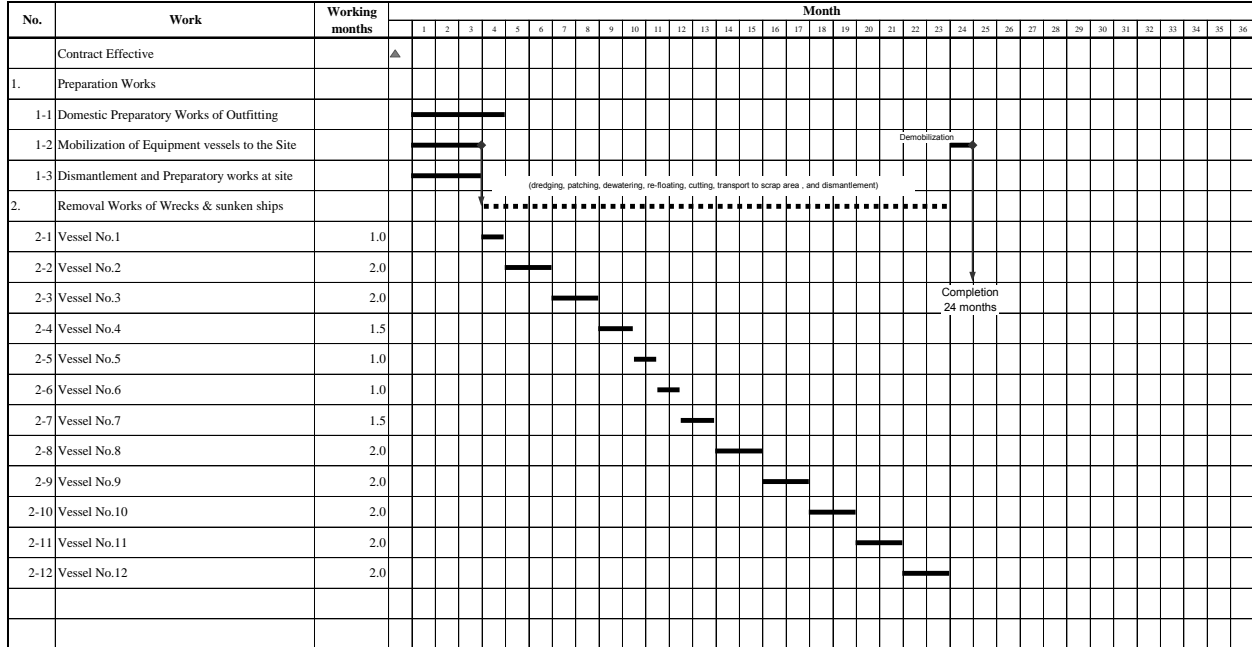 No. Work Working months Month
1 2 3 4 5 6 7 8 9 10 11 12 13 14 15 16 17 18 19 20 21 22 23 24 25 26 27 28 29 30 31 32 33 34 35 36
Contract Effective
1. Preparation Works
1-1 Domestic Preparatory Works of Outfitting
1-2 Mobilization of Equipment vessels to the Site Demobilization
1-3 Dismantlement and Preparatory works at site
(dredging, patching, dewatering, re-floating, cutting, transport to scrap area , and dismantlement)
2. Removal Works of Wrecks & sunken ships
2-1 Vessel No.1 1.0
2-2 Vessel No.2 2.0
2-3 Vessel No.3 2.0
Completion
24 months
2-4 Vessel No.4 1.5
2-5 Vessel No.5 1.0
2-6 Vessel No.6 1.0
2-7 Vessel No.7 1.5
2-8 Vessel No.8 2.0
2-9 Vessel No.9 2.0
2-10 Vessel No.10 2.0
2-11 Vessel No.11 2.0
2-12 Vessel No.12 2.0